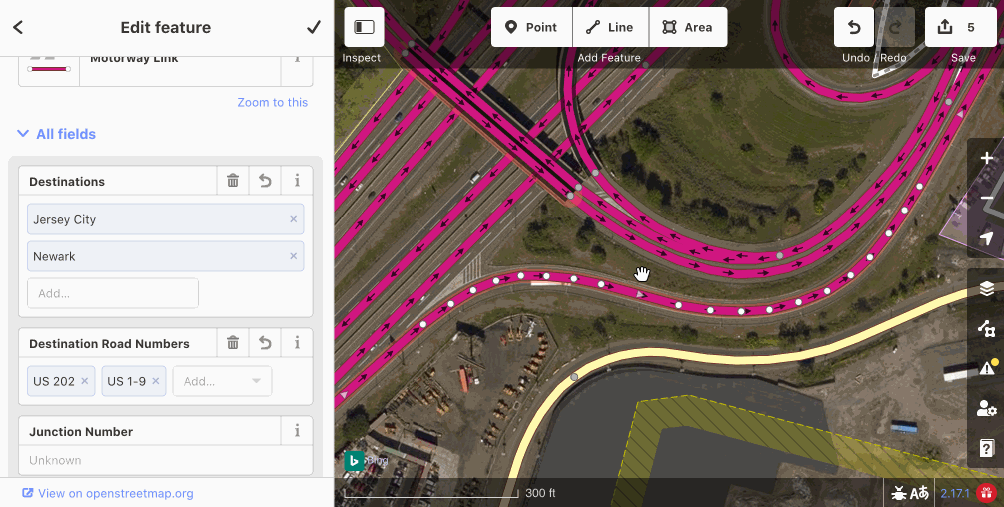 Edit feature
Motorway Link
Zoom to this
All fields
Destinations
Jersey City
Newark
Add...
Destination Road Numbers
US 202
US 1-9
Add...
Junction Number
Unknown
View on openstreetmap.org
Inspect
Point
Line
Area
Add Feature
Undo / Redo
5
Save
Bing
300 ft
2.17.1